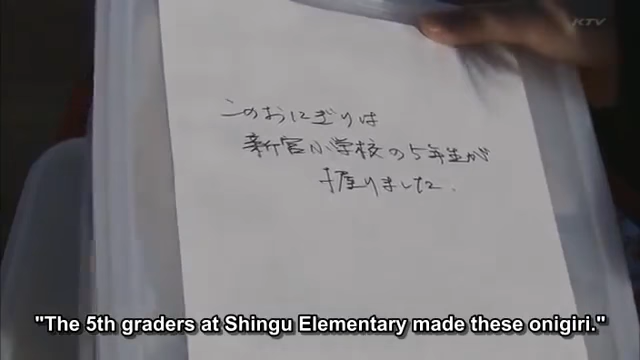 KTV
このおにぎりは
新宮小学校の5年生が
握りました.
"The 5th graders at Shingu Elementary made these onigiri."